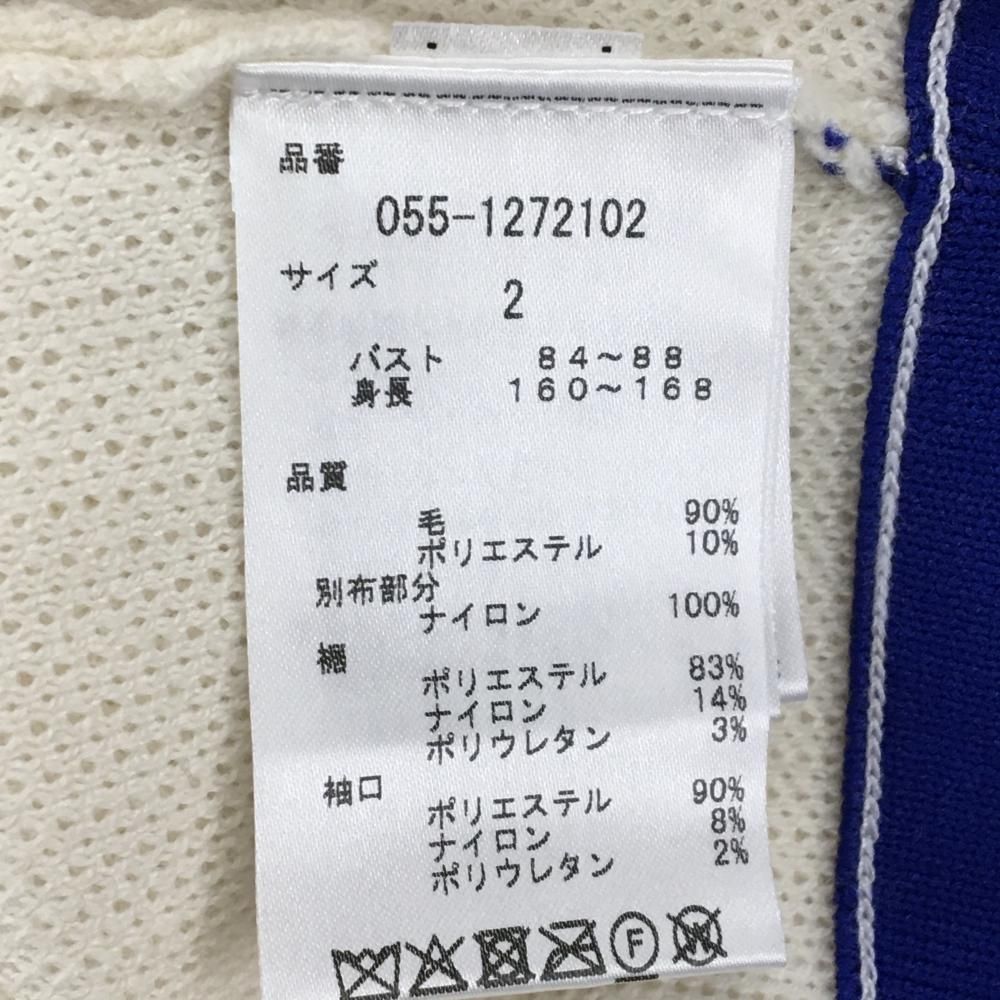 品番
055-1272102
サイズ
2
バスト 84～88
身長 160～168
品質
毛 90%
ポリエステル 10%
別布部分
ナイロン 100%
裾
ポリエステル 83%
ナイロン 14%
ポリウレタン 3%
袖口
ポリエステル 90%
ナイロン 8%
ポリウレタン 2%
F W